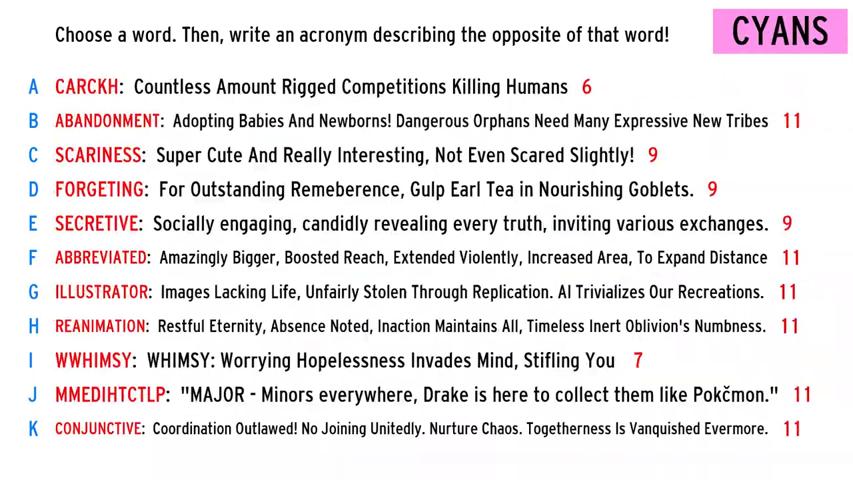 Choose a word. Then, write an acronym describing the opposite of that word!
CYANS
A CARCKH: Countless Amount Rigged Competitions Killing Humans 6
B ABANDONMENT: Adopting Babies And Newborns! Dangerous Orphans Need Many Expressive New Tribes 11
C SCARINESS: Super Cute And Really Interesting, Not Even Scared Slightly! 9
D FORGETING: For Outstanding Remeberence, Gulp Earl Tea in Nourishing Goblets. 9
E SECRETIVE: Socially engaging, candidly revealing every truth, inviting various exchanges. 9
F ABBREVIATED: Amazingly Bigger, Boosted Reach, Extended Violently, Increased Area, To Expand Distance 11
G ILLUSTRATOR: Images Lacking Life, Unfairly Stolen Through Replication. AI Trivializes Our Recreations. 11
H REANIMATION: Restful Eternity, Absence Noted, Inaction Maintains All, Timeless Inert Oblivion's Numbness. 11
I WWHIMSY: WHIMSY: Worrying Hopelessness Invades Mind, Stifling You 7
J MMEDIHTCTLP: "MAJOR - Minors everywhere, Drake is here to collect them like Pokčmon." 11
K CONJUNCTIVE: Coordination Outlawed! No Joining Unitedly. Nurture Chaos. Togetherness Is Vanquished Evermore. 11